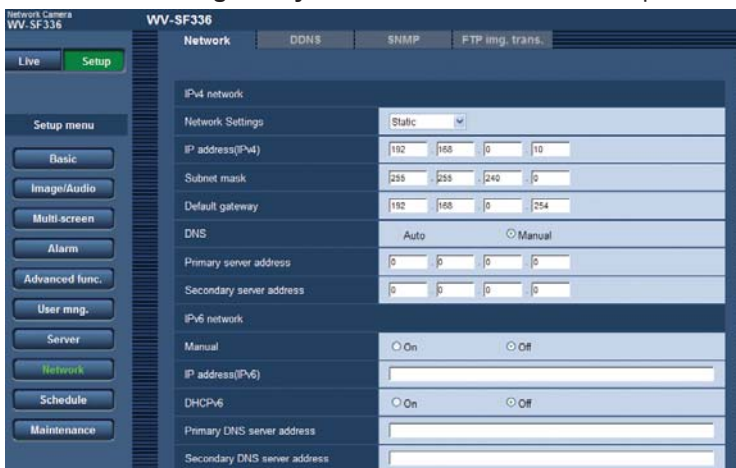 Network Camera
WV-SF336
WV-SF336
Network DDNS SNMP FTP img. trans.
Live Setup
Setup menu
Basic
Image/Audio
Multi-screen
Alarm
Advanced func.
User mng.
Server
Network
Schedule
Maintenance
IPv4 network
Network Settings Static
IP address(IPv4) 192 . 168 . 0 . 10
Subnet mask 255 . 255 . 240 . 0
Default gateway 192 . 168 . 0 . 254
DNS Auto Manual
Primary server address 0 . 0 . 0 . 0
Secondary server address 0 . 0 . 0 . 0
IPv6 network
Manual On Off
IP address(IPv6)
DHCPv6 On Off
Primary DNS server address
Secondary DNS server address